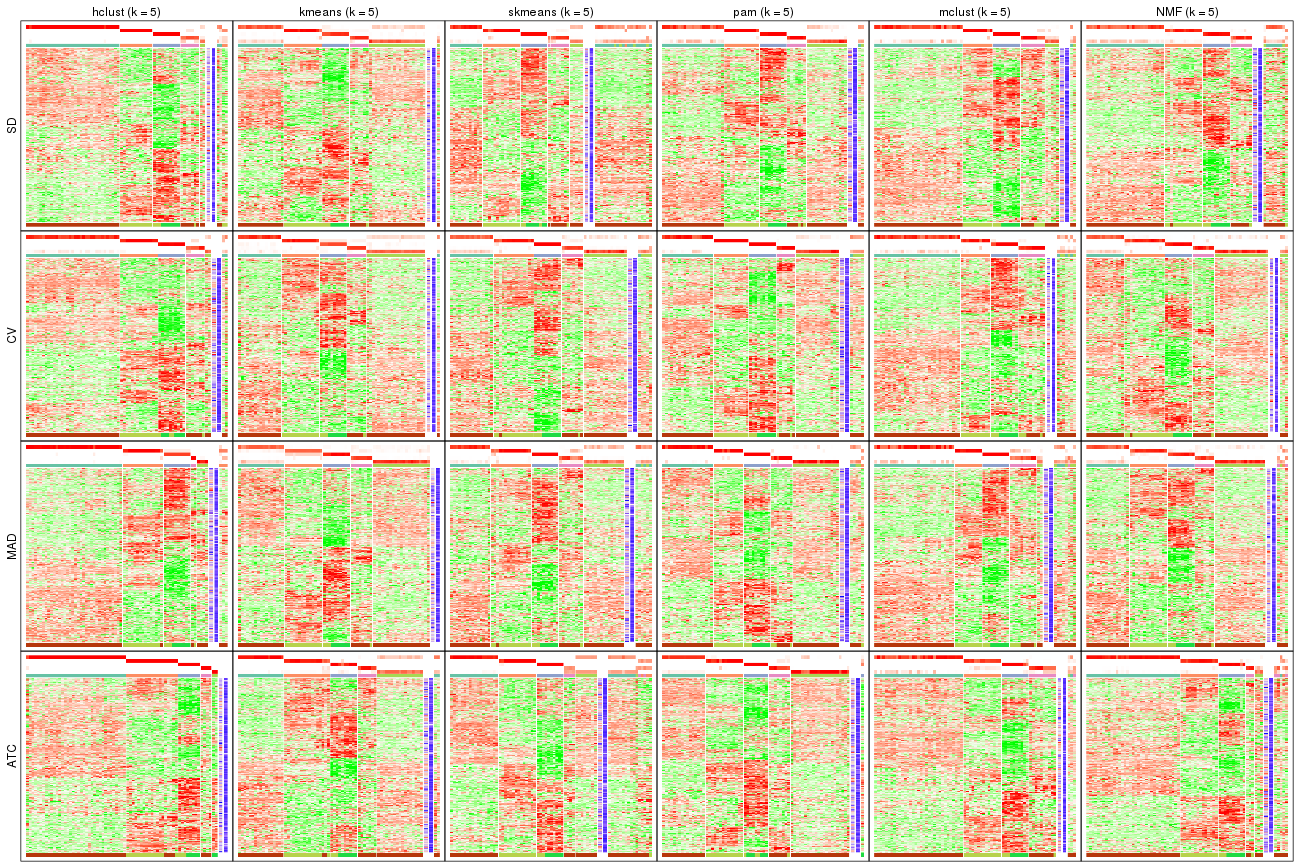 hclust (k = 5) kmeans (k = 5) skmeans (k = 5) pam (k = 5) mclust (k = 5) NMF (k = 5)
SD
CV
MAD
ATC